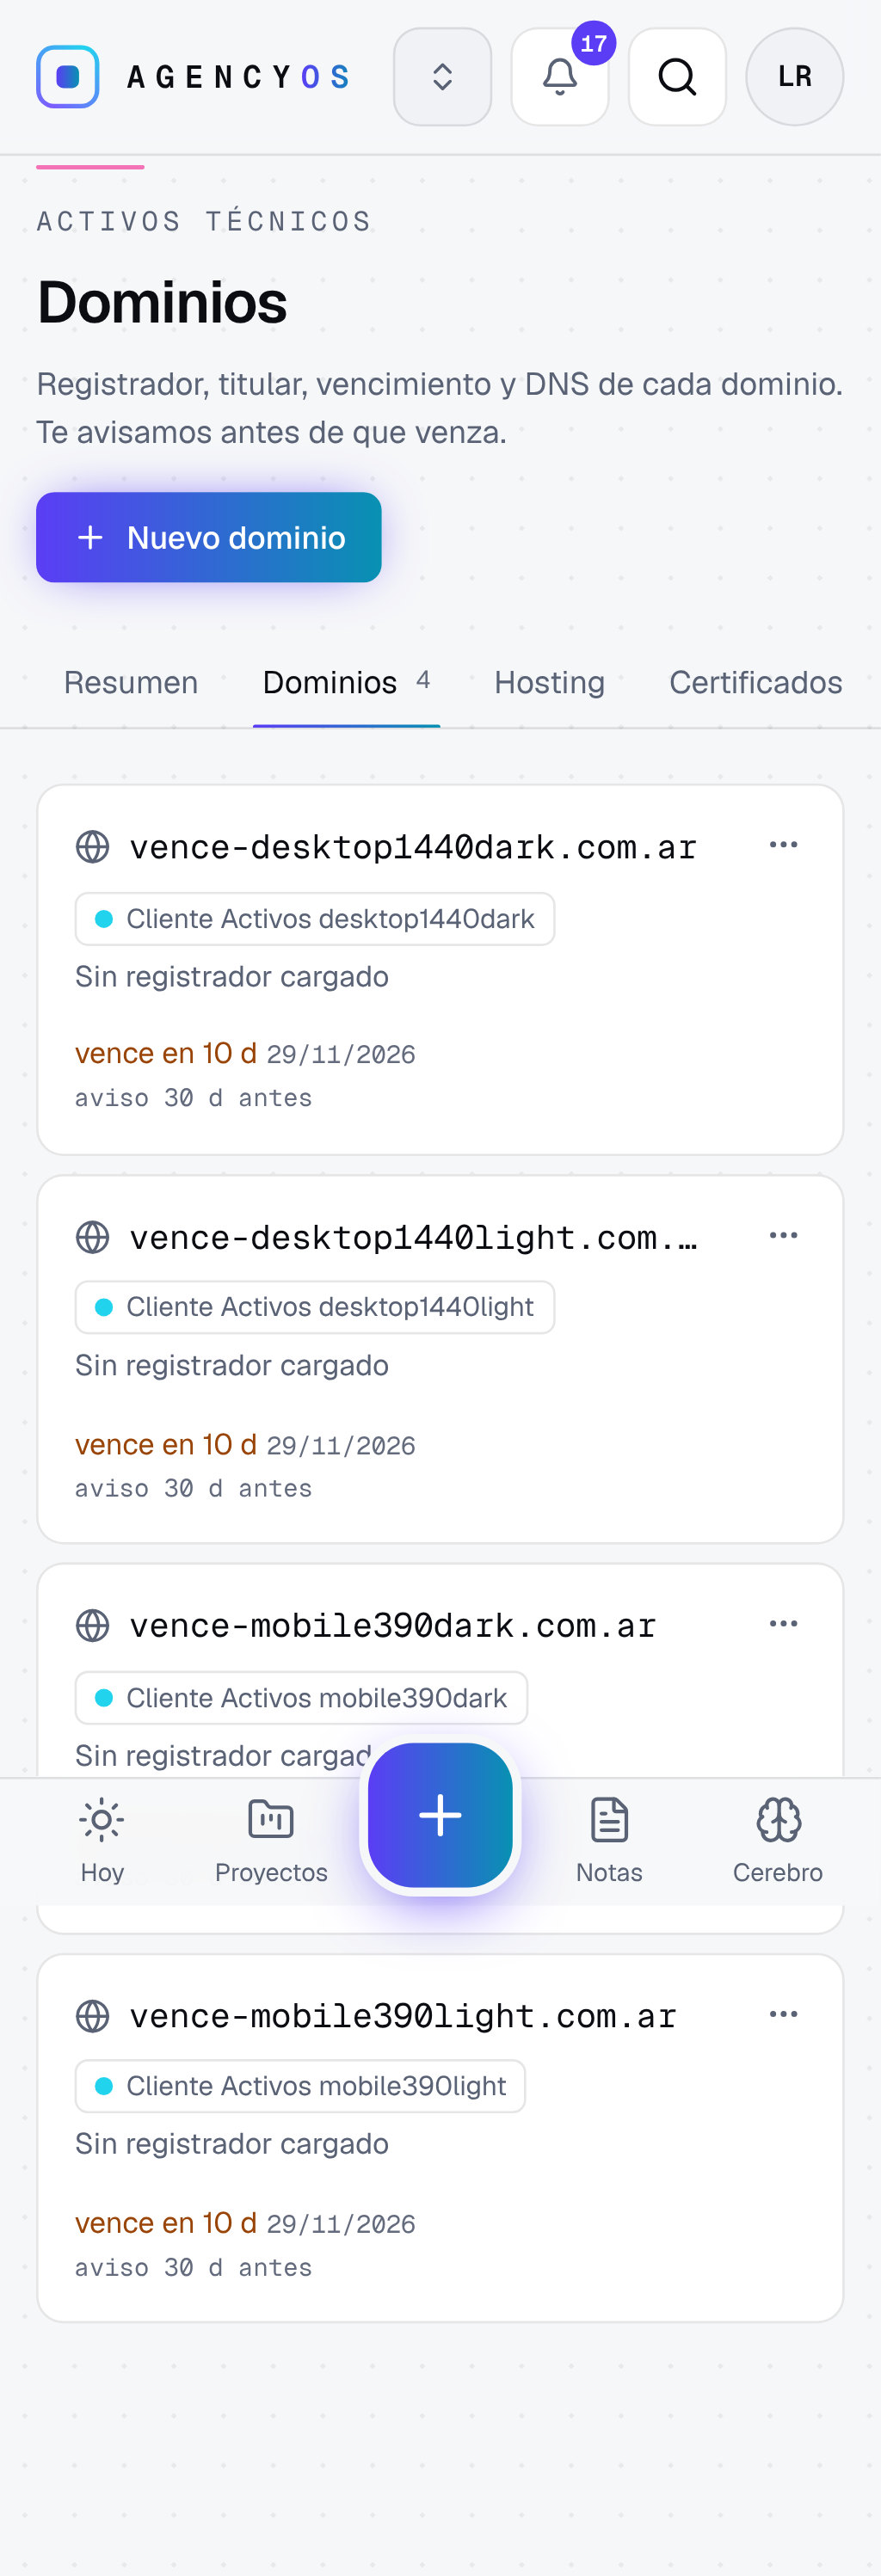 AGENCYOS
17
LR
ACTIVOS TÉCNICOS
Dominios
Registrador, titular, vencimiento y DNS de cada dominio.
Te avisamos antes de que venza.
Nuevo dominio
Resumen Dominios 4 Hosting Certificados
vence-desktop1440dark.com.ar
Cliente Activos desktop1440dark
Sin registrador cargado
vence en 10 d 29/11/2026
aviso 30 d antes
vence-desktop1440light.com.…
Cliente Activos desktop1440light
Sin registrador cargado
vence en 10 d 29/11/2026
aviso 30 d antes
vence-mobile390dark.com.ar
Cliente Activos mobile390dark
Sin registrador cargad
Hoy Proyectos Notas Cerebro
vence-mobile390light.com.ar
Cliente Activos mobile390light
Sin registrador cargado
vence en 10 d 29/11/2026
aviso 30 d antes